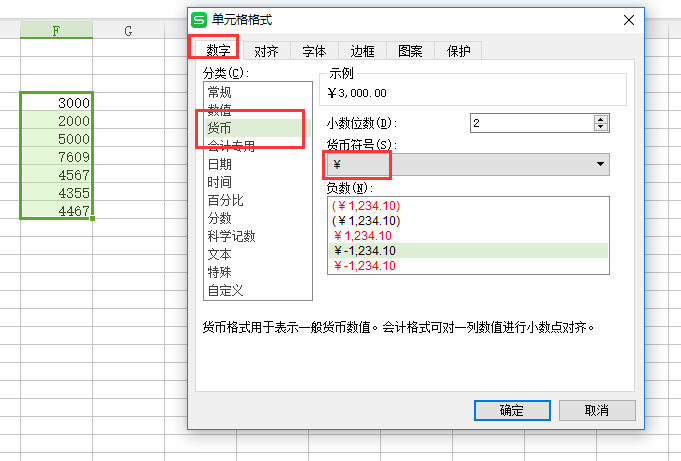 单元格格式
F
G
数字
对齐
字体
边框
图案
保护
分类(C):
常规
数值
货币
会计专用
日期
时间
百分比
分数
科学记数
文本
特殊
自定义
示例
￥3,000.00
小数位数(D):
2
货币符号(S):
￥
负数(N):
(￥1,234.10)
(￥1,234.10)
￥1,234.10
￥-1,234.10
￥-1,234.10
3000
2000
5000
7609
4567
4355
4467
货币格式用于表示一般货币数值。会计格式可对一列数值进行小数点对齐。
确定
取消